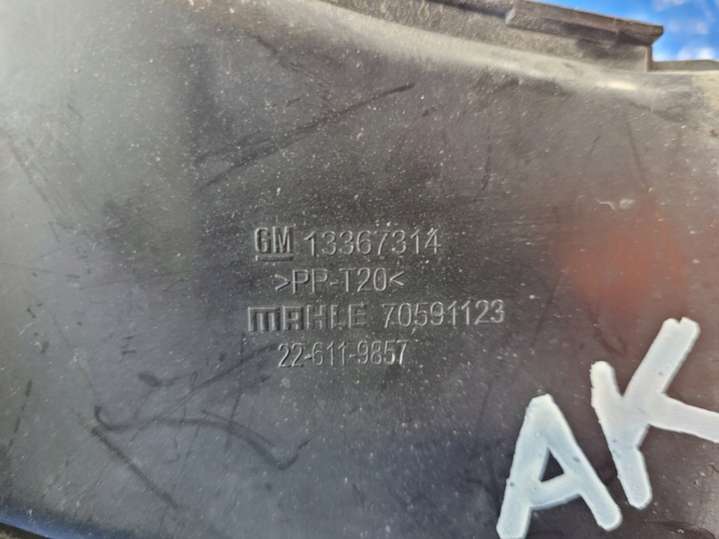 GM 13367314
>PP-T20<
MAHLE 70591123
22-611-9857
AK